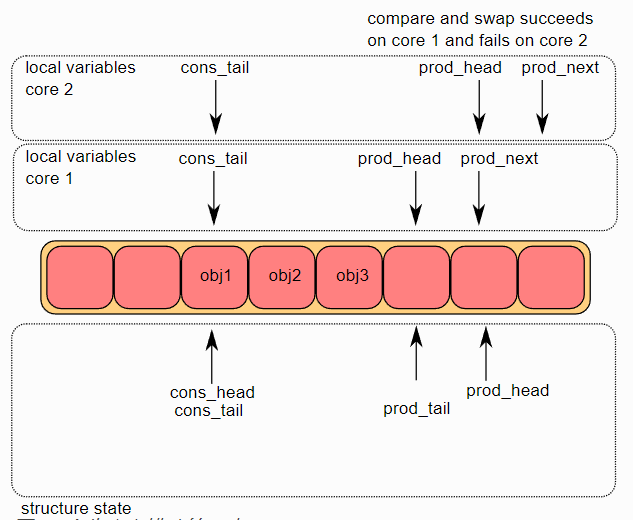 compare and swap succeeds
on core 1 and fails on core 2
local variables
core 2
cons_tail
prod_head
prod_next
local variables
core 1
cons_tail
prod_head
prod_next
obj1
obj2
obj3
cons_head
cons_tail
prod_tail
prod_head
structure state